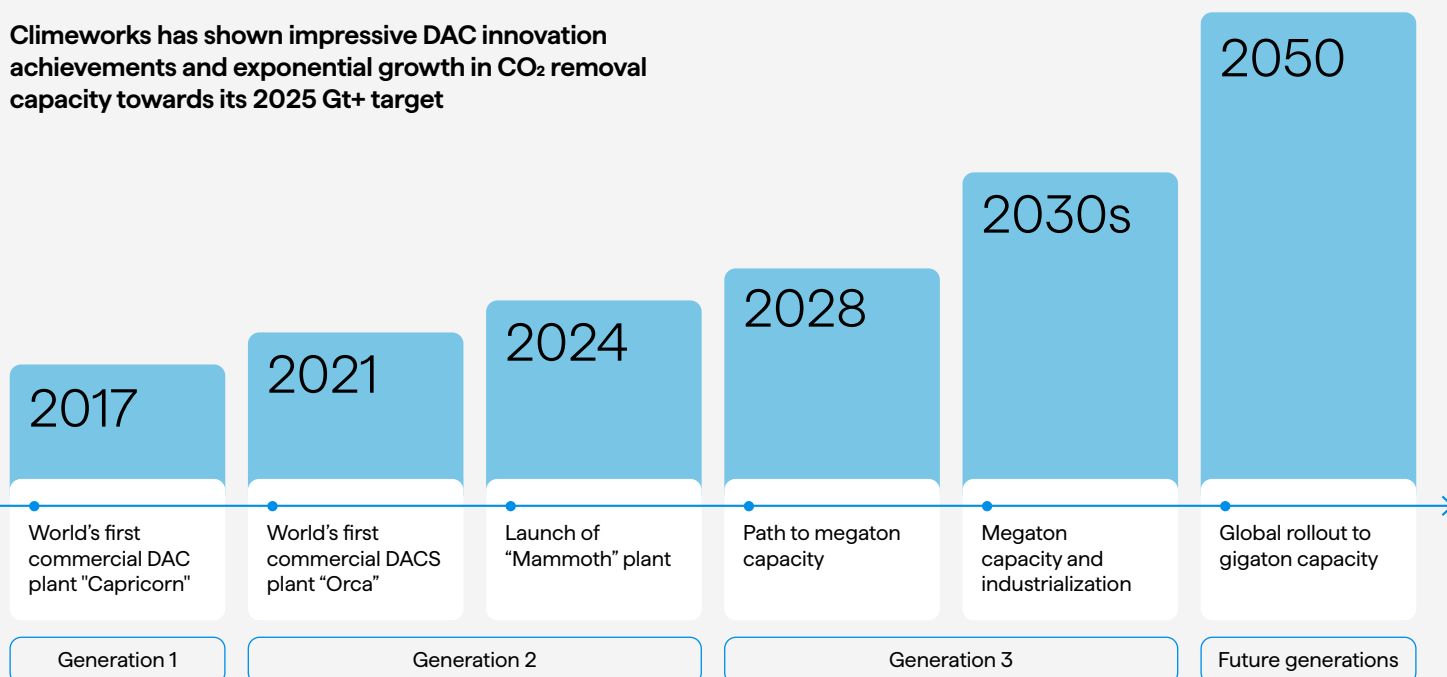 Climeworks has shown impressive DAC innovation
achievements and exponential growth in CO₂ removal
capacity towards its 2025 Gt+ target
2017
2021
2024
2028
2030s
2050
World’s first
commercial DAC
plant "Capricorn"
World’s first
commercial DACS
plant “Orca”
Launch of
“Mammoth” plant
Path to megaton
capacity
Megaton
capacity and
industrialization
Global rollout to
gigaton capacity
Generation 1
Generation 2
Generation 3
Future generations